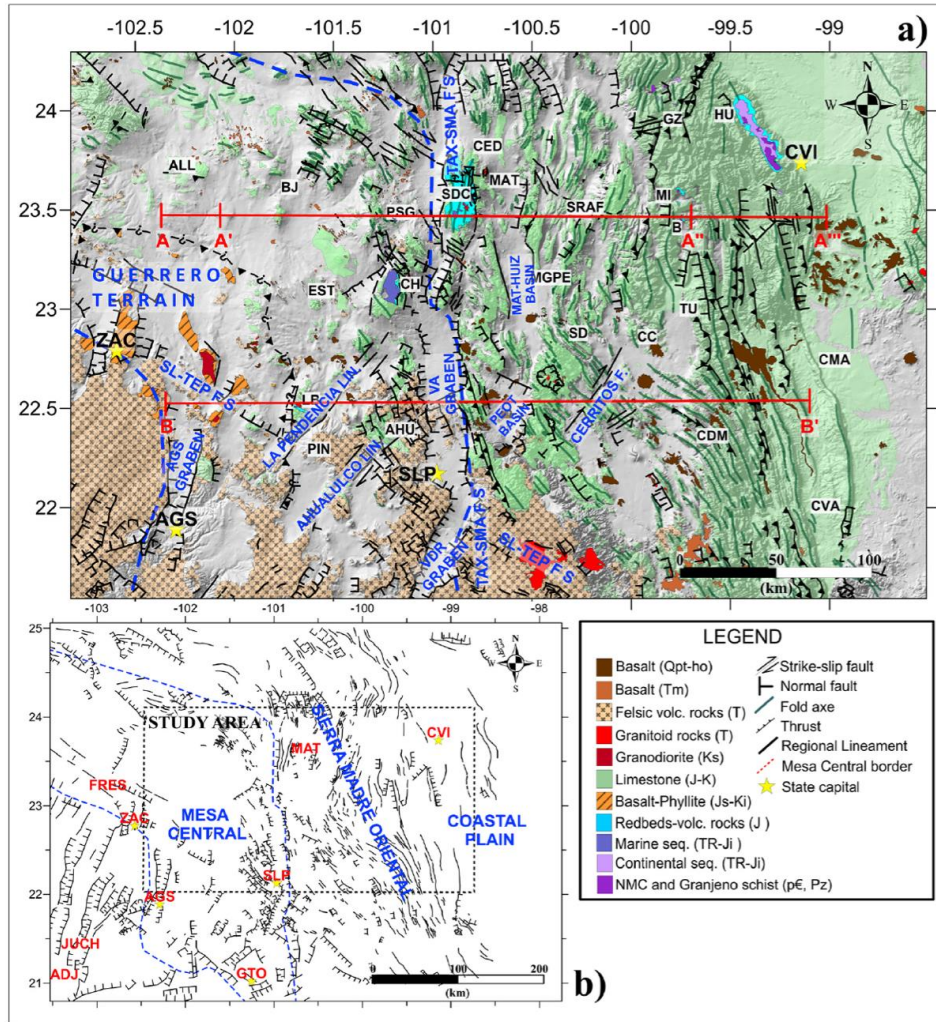 -102.5 -102 -101.5 -101 -100.5 -100 -99.5 -99
a)
24
23.5
23
22.5
22
N
W E
S
TAX-SMA F S
GZ
HU
CVI
CED
ALL
BJ
SDC
MAT
MI
PSG
SRAF
B
A
A'
A''
A'''
GUERRERO
TERRAIN
EST
CH
MAT-HUIZ
BASIN
MGPE
TU
ZAC
SD
CC
CMA
SL-TEP F S
VA
GRABEN
LB
LA PENDENCIA LIN.
PEOT
BASIN
CERRITOS F.
B
B'
AGS
GRABEN
PIN
AHU
CDM
AHUALULCO LIN.
SLP
CVA
AGS
VDR
GRABEN
TAX-SMA F S
SL-TEP F S
0 50 100
(km)
-103 -102 -101 -100 -99 -98
25
24
23
22
21
N
W E
S
STUDY AREA
CVI
MAT
SIERRA MADRE ORIENTAL
FRES
ZAC
MESA
CENTRAL
COASTAL
PLAIN
SLP
AGS
JUCH
ADJ
GTO
0 100 200
(km)
b)
LEGEND
Basalt (Qpt-ho)
Basalt (Tm)
Felsic volc. rocks (T)
Granitoid rocks (T)
Granodiorite (Ks)
Limestone (J-K)
Basalt-Phyllite (Js-Ki)
Redbeds-volc. rocks (J )
Marine seq. (TR-Ji )
Continental seq. (TR-Ji)
NMC and Granjeno schist (p€, Pz)
Strike-slip fault
Normal fault
Fold axe
Thrust
Regional Lineament
Mesa Central border
State capital